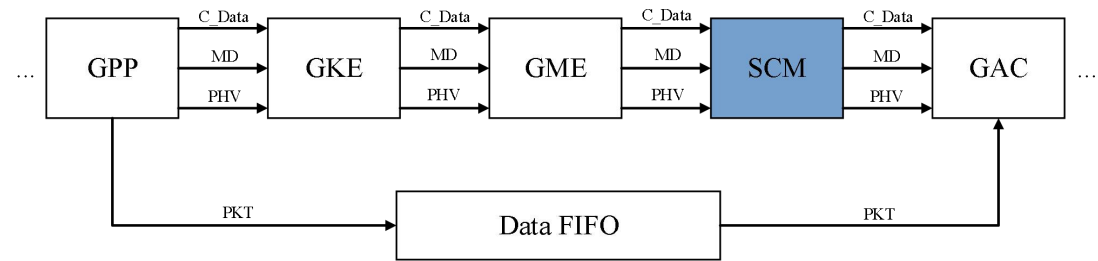 C_Data C_Data C_Data C_Data
... GPP MD GKE MD GME MD SCM MD GAC ...
PHV PHV PHV PHV
PKT Data FIFO PKT